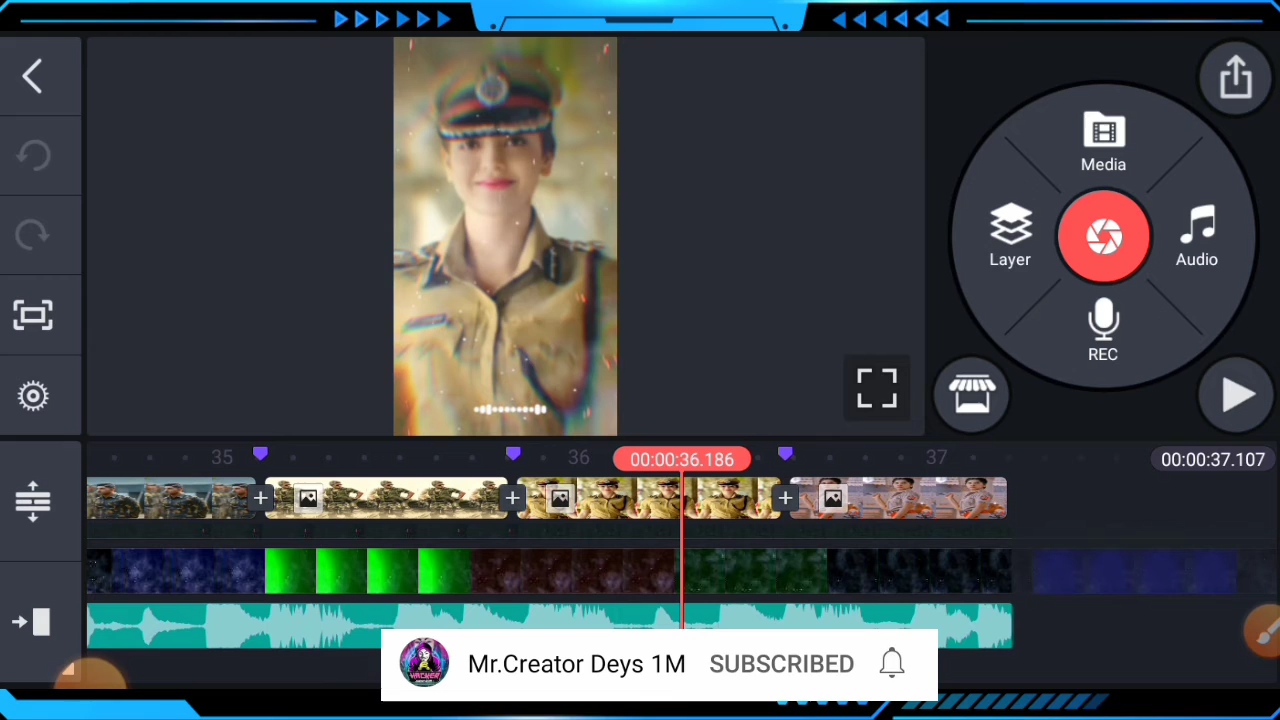 Media
Layer
Audio
REC
35
36
00:00:36.186
37
00:00:37.107
Mr.Creator Deys 1M SUBSCRIBED